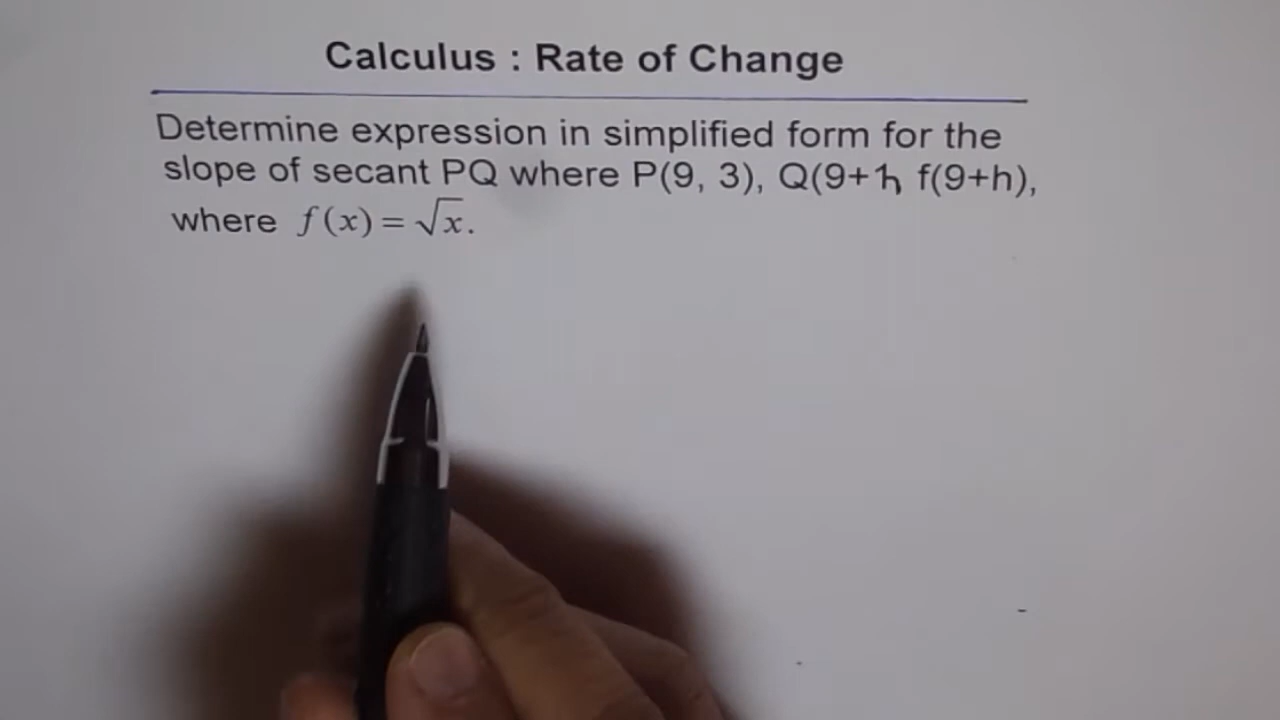 Calculus : Rate of Change
Determine expression in simplified form for the
slope of secant PQ where P(9, 3), Q(9+h, f(9+h),
where f(x) = √x.